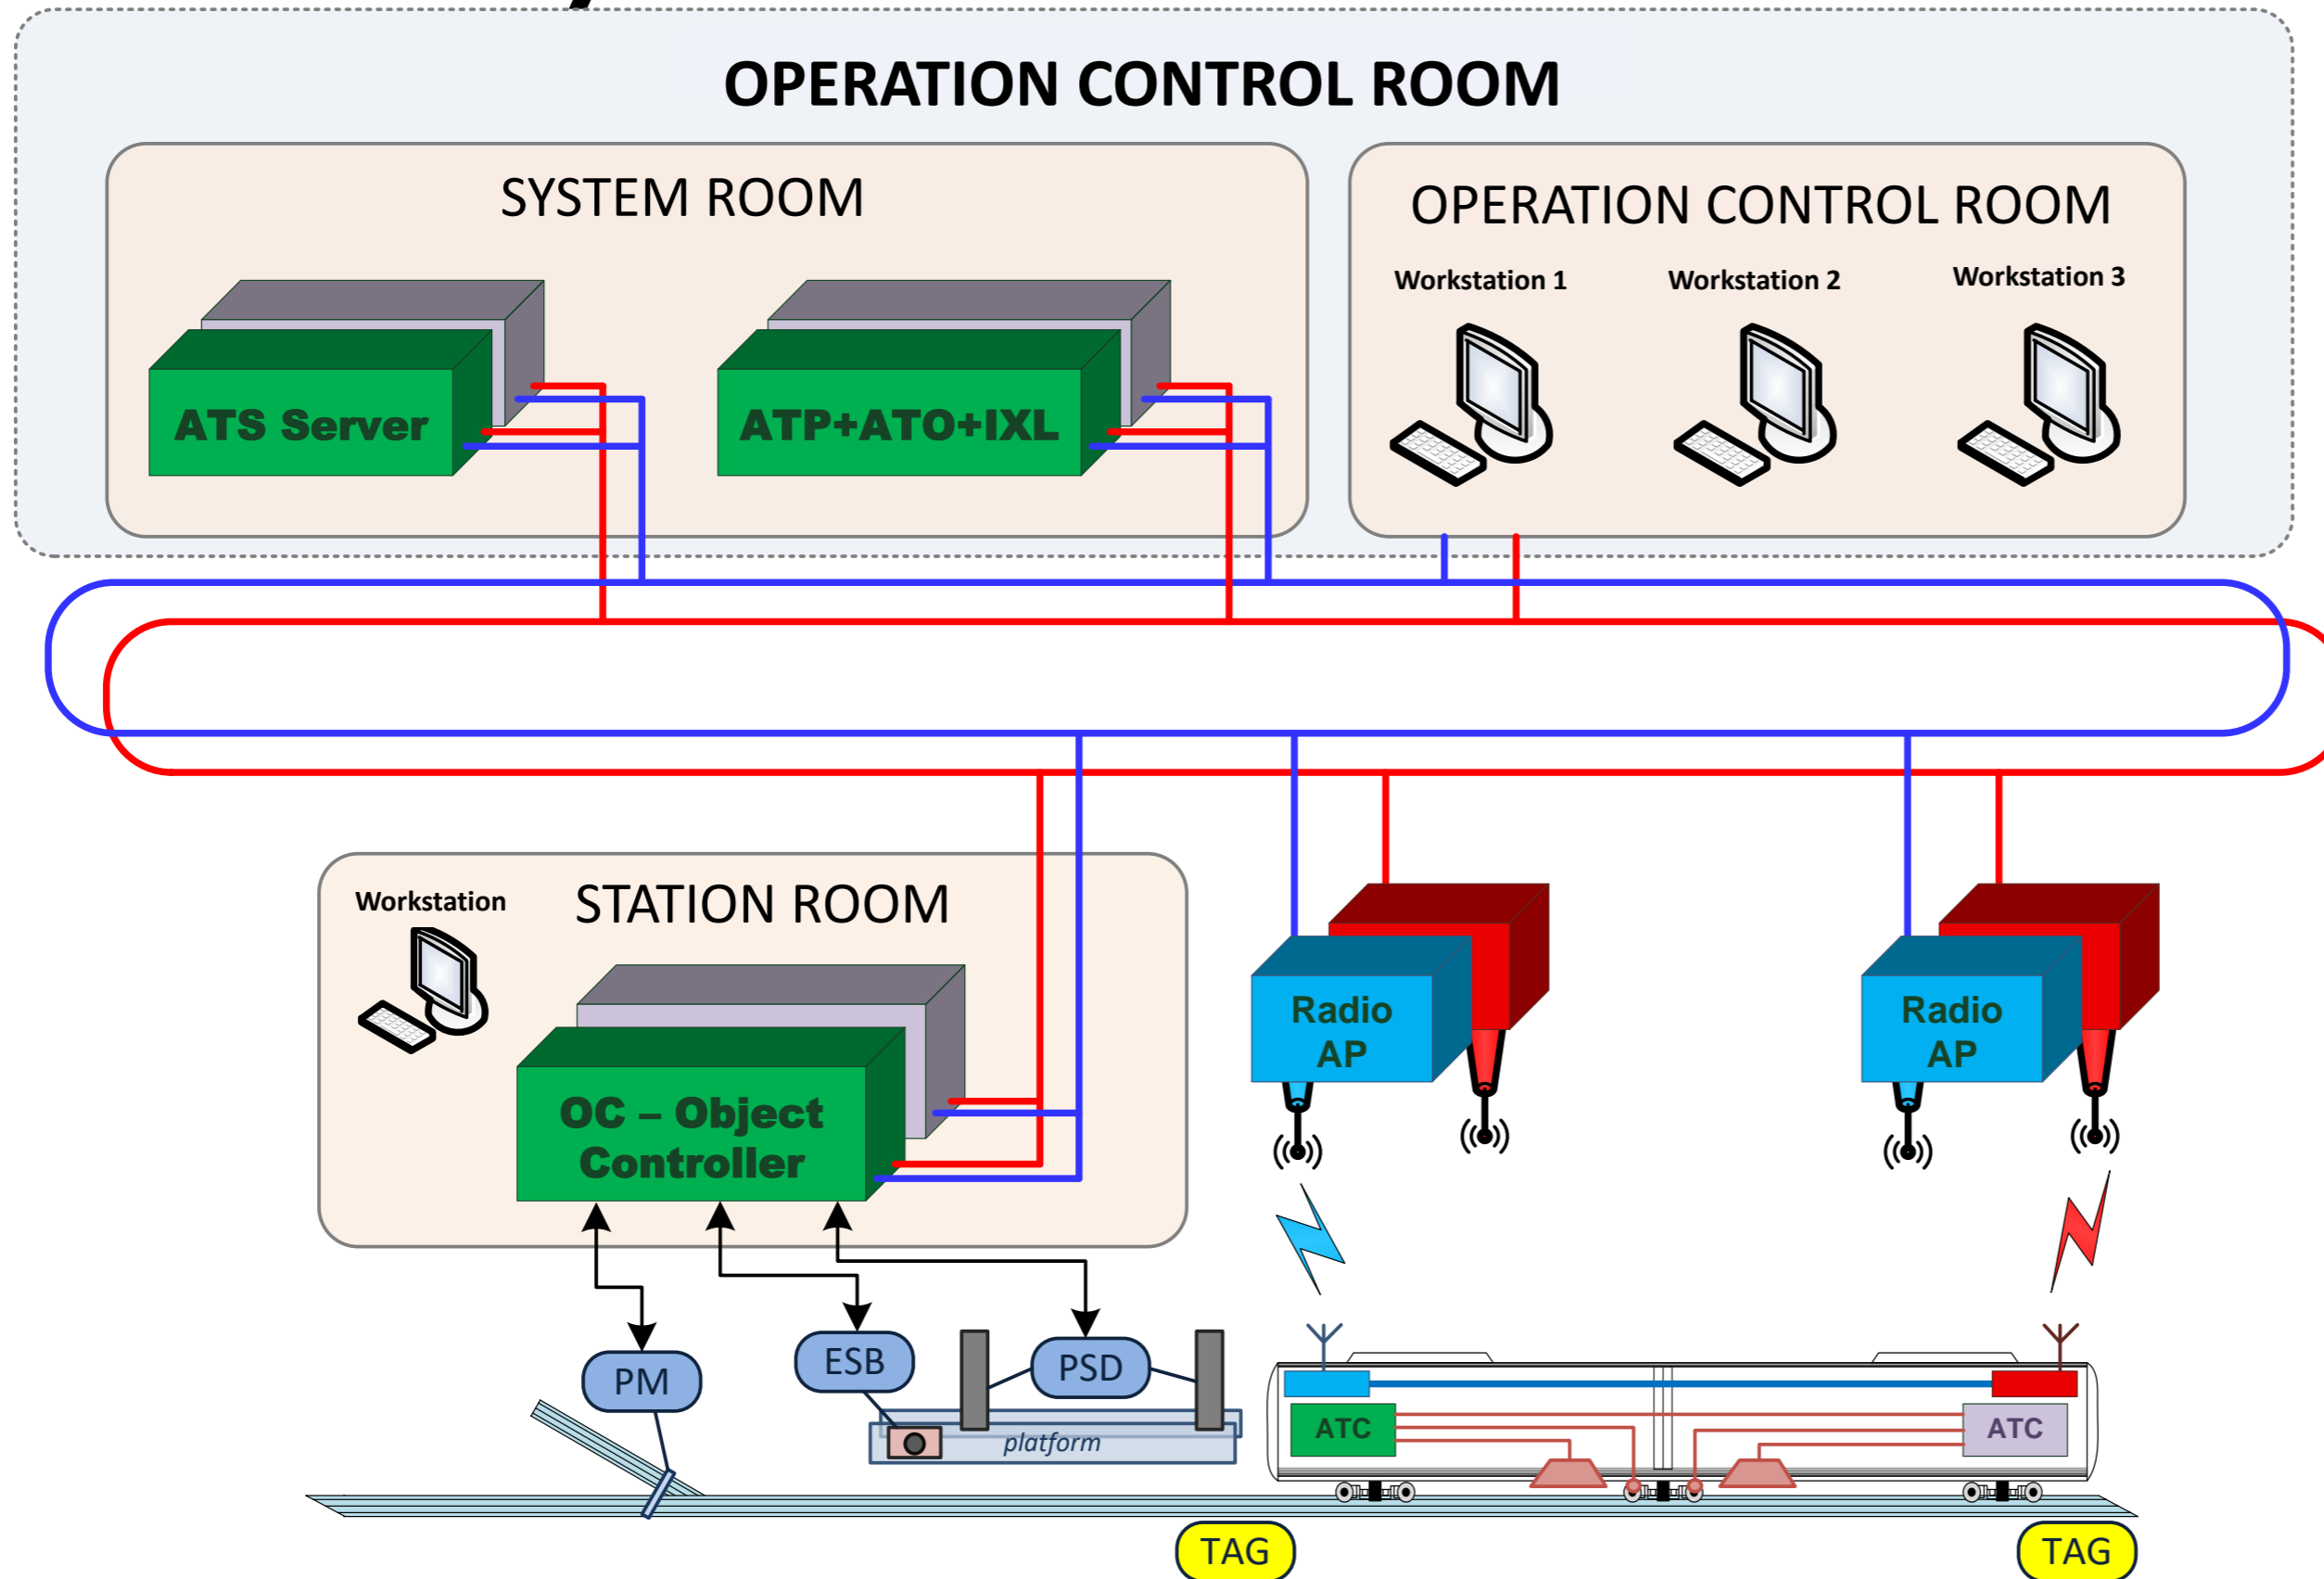 OPERATION CONTROL ROOM
SYSTEM ROOM
OPERATION CONTROL ROOM
Workstation 1
Workstation 2
Workstation 3
ATS Server
ATP+ATO+IXL
Workstation
STATION ROOM
OC – Object
Controller
Radio
AP
Radio
AP
PM
ESB
PSD
platform
ATC
ATC
TAG
TAG